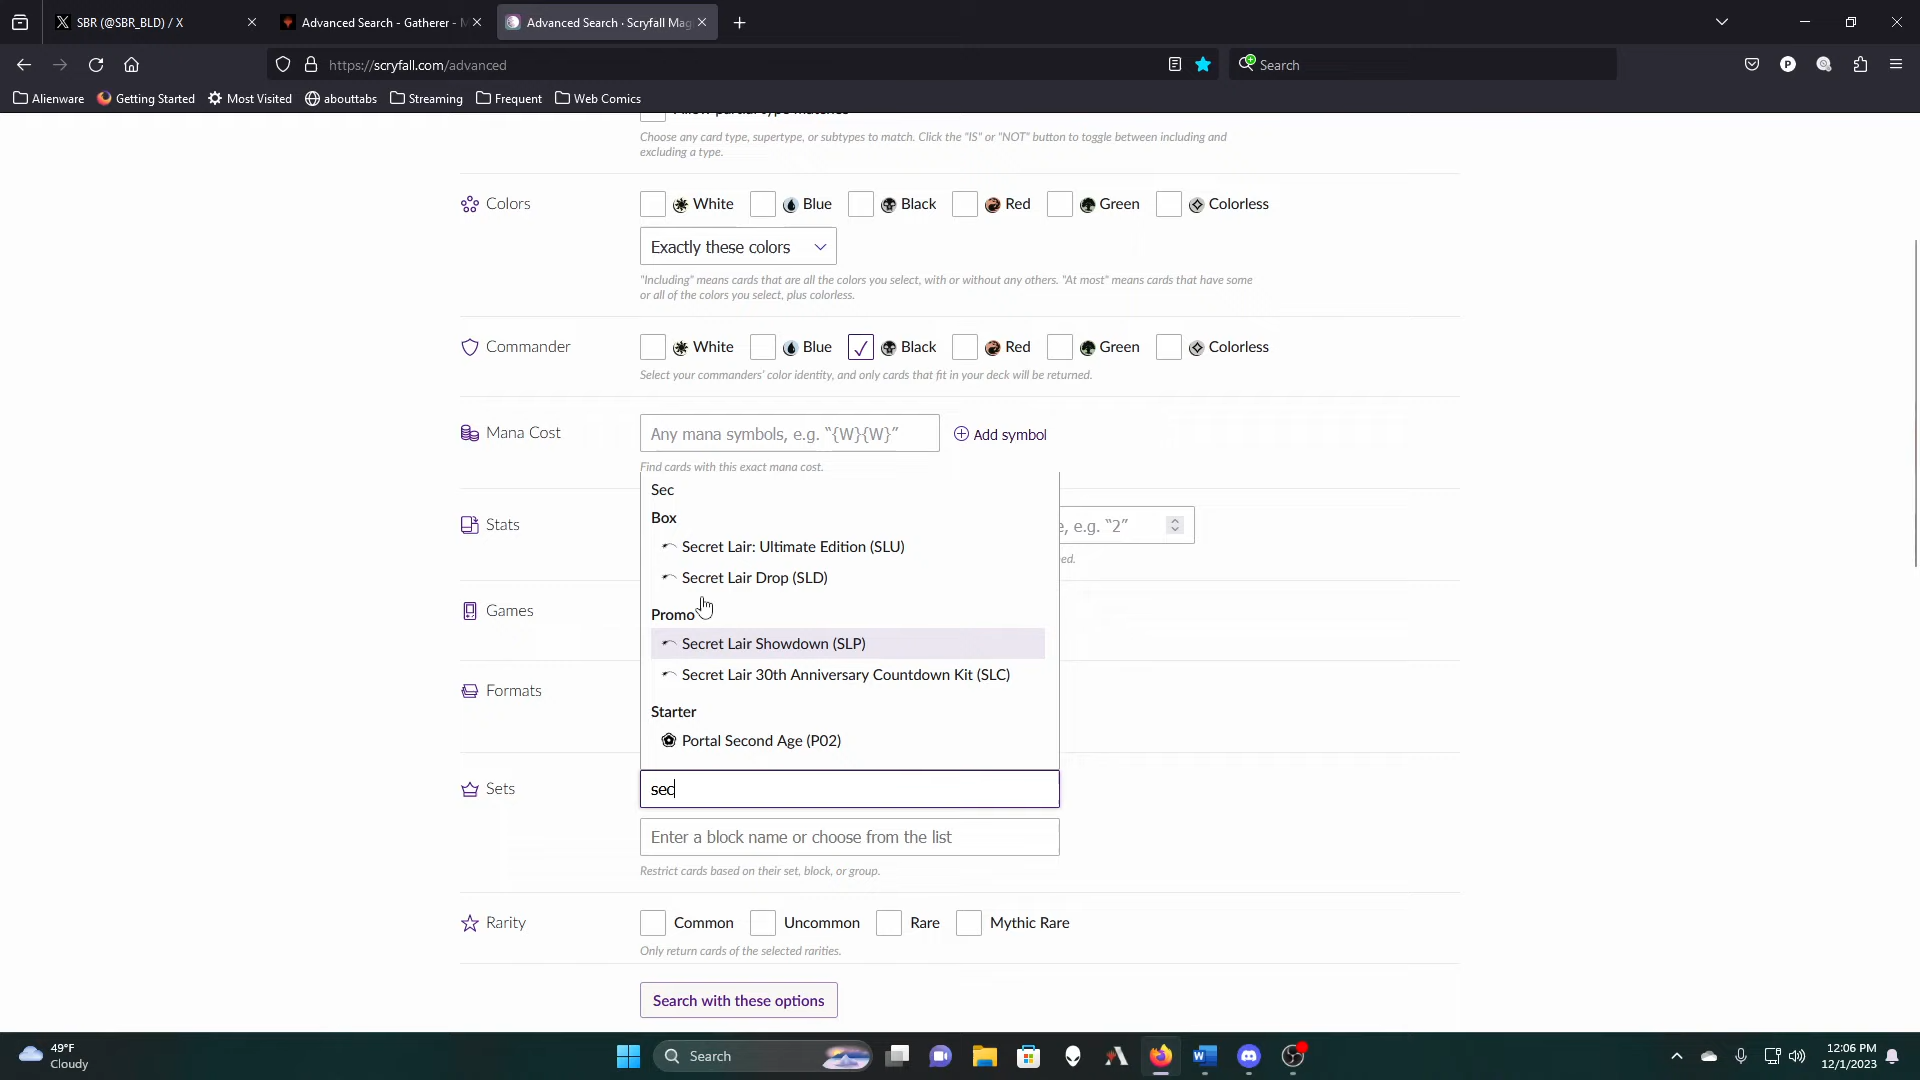 SBR (@SBR_BLD) / X
Advanced Search - Gatherer - M
Advanced Search · Scryfall Mag
https://scryfall.com/advanced
Search
Alienware
Getting Started
Most Visited
abouttabs
Streaming
Frequent
Web Comics
Choose any card type, supertype, or subtypes to match. Click the "IS" or "NOT" button to toggle between including and
excluding a type.
Colors
White
Blue
Black
Red
Green
Colorless
Exactly these colors
"Including" means cards that are all the colors you select, with or without any others. "At most" means cards that have some
or all of the colors you select, plus colorless.
Commander
White
Blue
Black
Red
Green
Colorless
Select your commanders' color identity, and only cards that fit in your deck will be returned.
Mana Cost
Any mana symbols, e.g. “{W}{W}”
Add symbol
Find cards with this exact mana cost.
Sec
Box
Secret Lair: Ultimate Edition (SLU)
Secret Lair Drop (SLD)
Promo
Secret Lair Showdown (SLP)
Secret Lair 30th Anniversary Countdown Kit (SLC)
Starter
Portal Second Age (P02)
Stats
e, e.g. “2”
ed.
Games
Formats
Sets
sec
Enter a block name or choose from the list
Restrict cards based on their set, block, or group.
Rarity
Common
Uncommon
Rare
Mythic Rare
Only return cards of the selected rarities.
Search with these options
49°F
Cloudy
Search
12:06 PM
12/1/2023